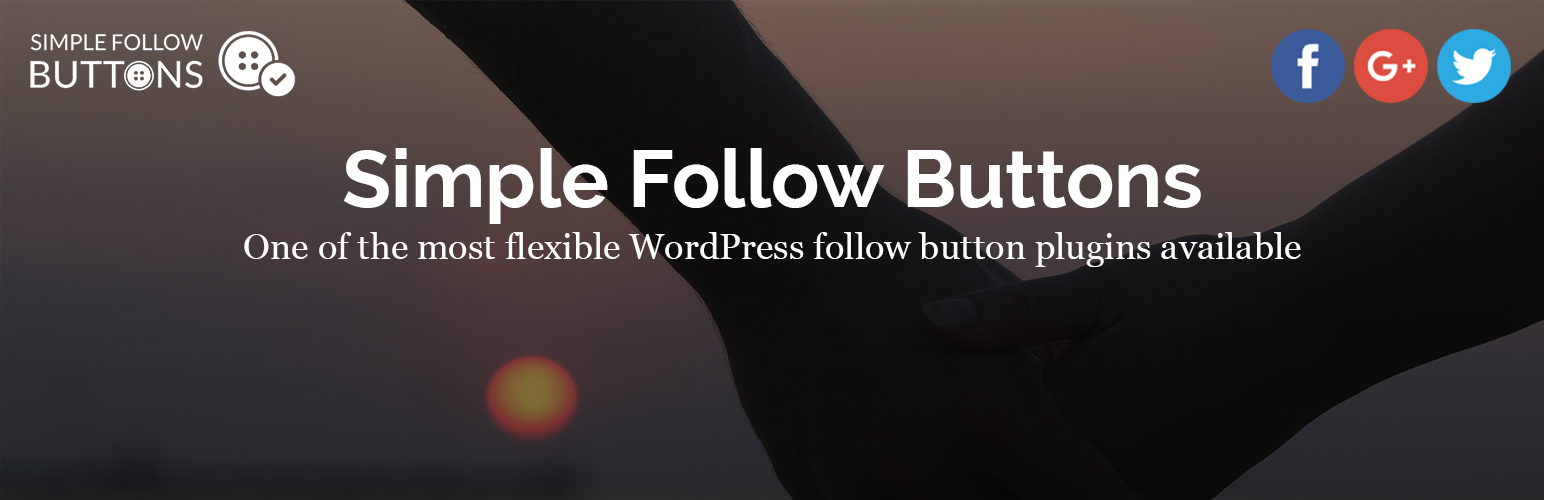 SIMPLE FOLLOW
BUTTONS
f
G+
Simple Follow Buttons
One of the most flexible WordPress follow button plugins available